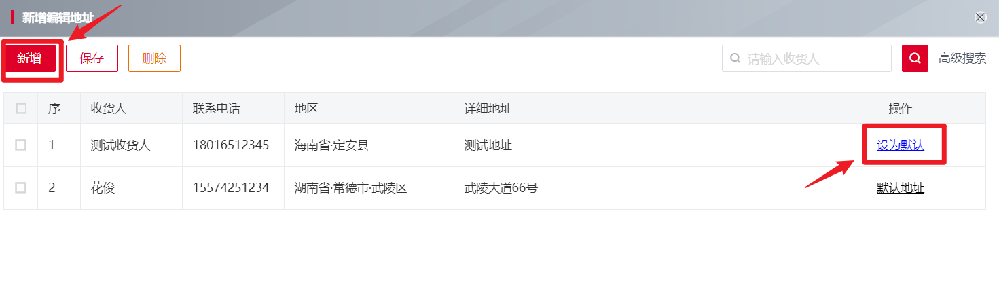 新增编辑地址
新增 保存 删除 请输入收货人 高级搜索
序 收货人 联系电话 地区 详细地址 操作
1 测试收货人 18016512345 海南省·定安县 测试地址 设为默认
2 花俊 15574251234 湖南省·常德市·武陵区 武陵大道66号 默认地址